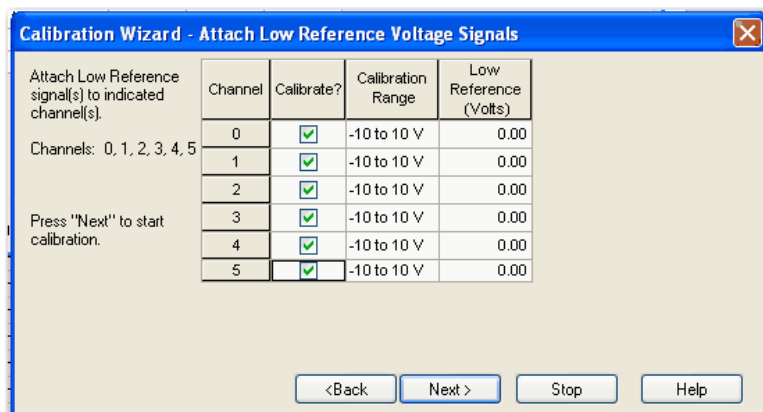 Calibration Wizard - Attach Low Reference Voltage Signals
Attach Low Reference
signal(s) to indicated
channel(s).
Channels: 0, 1, 2, 3, 4, 5
Press "Next" to start
calibration.
Channel Calibrate? Calibration Range Low Reference (Volts)
0 -10 to 10 V 0.00
1 -10 to 10 V 0.00
2 -10 to 10 V 0.00
3 -10 to 10 V 0.00
4 -10 to 10 V 0.00
5 -10 to 10 V 0.00
<Back Next > Stop Help